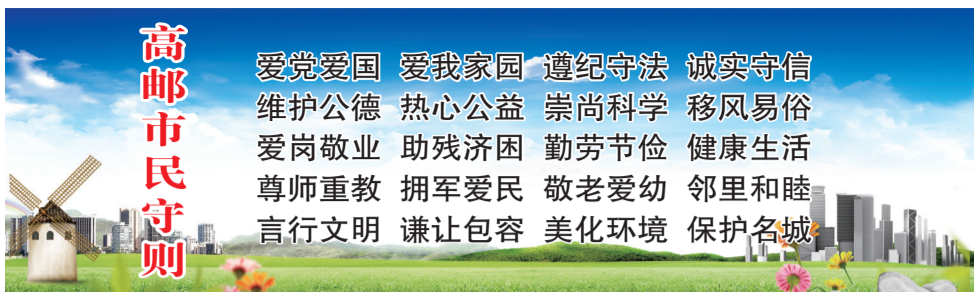 高邮市民守则
爱党爱国 爱我家园 遵纪守法 诚实守信
维护公德 热心公益 崇尚科学 移风易俗
爱岗敬业 助残济困 勤劳节俭 健康生活
尊师重教 拥军爱民 敬老爱幼 邻里和睦
言行文明 谦让包容 美化环境 保护名城